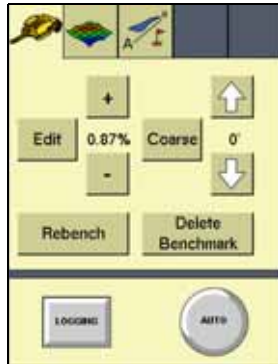 A
+
Edit 0.87% Coarse 0'
-
Rebench Delete
Benchmark
LOGGING AUTO